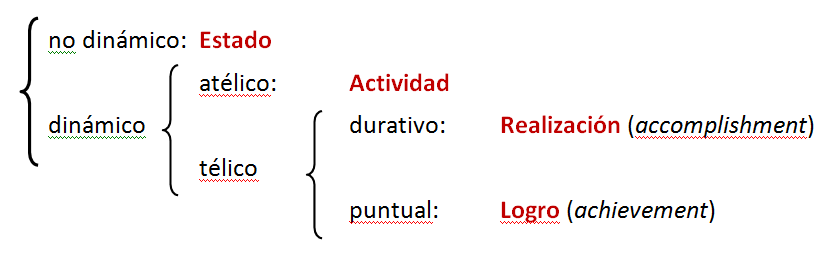 no dinámico: Estado
atélico: Actividad
dinámico
durativo: Realización (accomplishment)
télico
puntual: Logro (achievement)